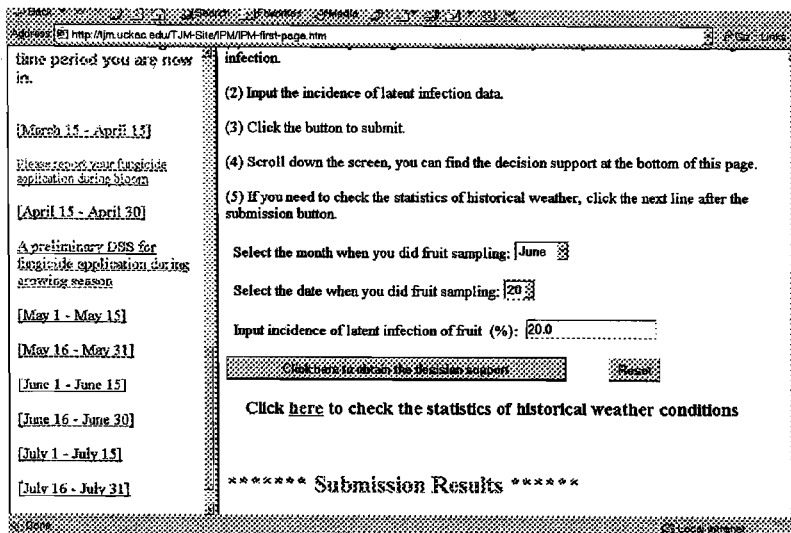 Back
Search Favorites Media
Address http://tjm.uckac.edu/TJM-Site/IPM/IPM-first-page.htm Go Links
time period you are now
in.
[March 15 - April 15]
Please report your fungicide
application during bloom
[April 15 - April 30]
A preliminary DSS for
fungicide application during
growing season
[May 1 - May 15]
[May 16 - May 31]
[June 1 - June 15]
[June 16 - June 30]
[July 1 - July 15]
[July 16 - July 31]
infection.
(2) Input the incidence of latent infection data.
(3) Click the button to submit.
(4) Scroll down the screen, you can find the decision support at the bottom of this page.
(5) If you need to check the statistics of historical weather, click the next line after the
submission button.
Select the month when you did fruit sampling: June
Select the date when you did fruit sampling: 20
Input incidence of latent infection of fruit (%): 20.0
Click here to obtain the decision support Reset
Click here to check the statistics of historical weather conditions
******* Submission Results ******
Done Local intranet